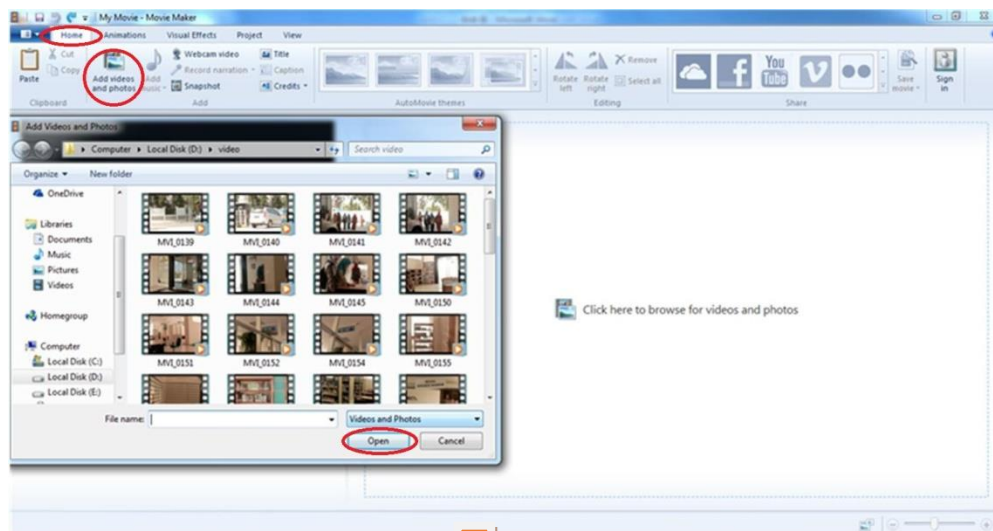 My Movie - Movie Maker
Home Animations Visual Effects Project View
Paste
Cut
Copy
Clipboard
Add videos and photos
Add music
Webcam video
Record narration
Snapshot
Title
Caption
Credits
Add
AutoMovie themes
Rotate left
Rotate right
Remove
Select all
Editing
f
You Tube
V
Share
Save movie
Sign in
Add Videos and Photos
Computer Local Disk (D:) video
Search video
Organize New folder
OneDrive
Libraries
Documents
Music
Pictures
Videos
Homegroup
Computer
Local Disk (C:)
Local Disk (D:)
Local Disk (E:)
MVI_0139 MVI_0140 MVI_0141 MVI_0142
MVI_0143 MVI_0144 MVI_0145 MVI_0150
MVI_0151 MVI_0152 MVI_0154 MVI_0155
File name:
Videos and Photos
Open Cancel
Click here to browse for videos and photos